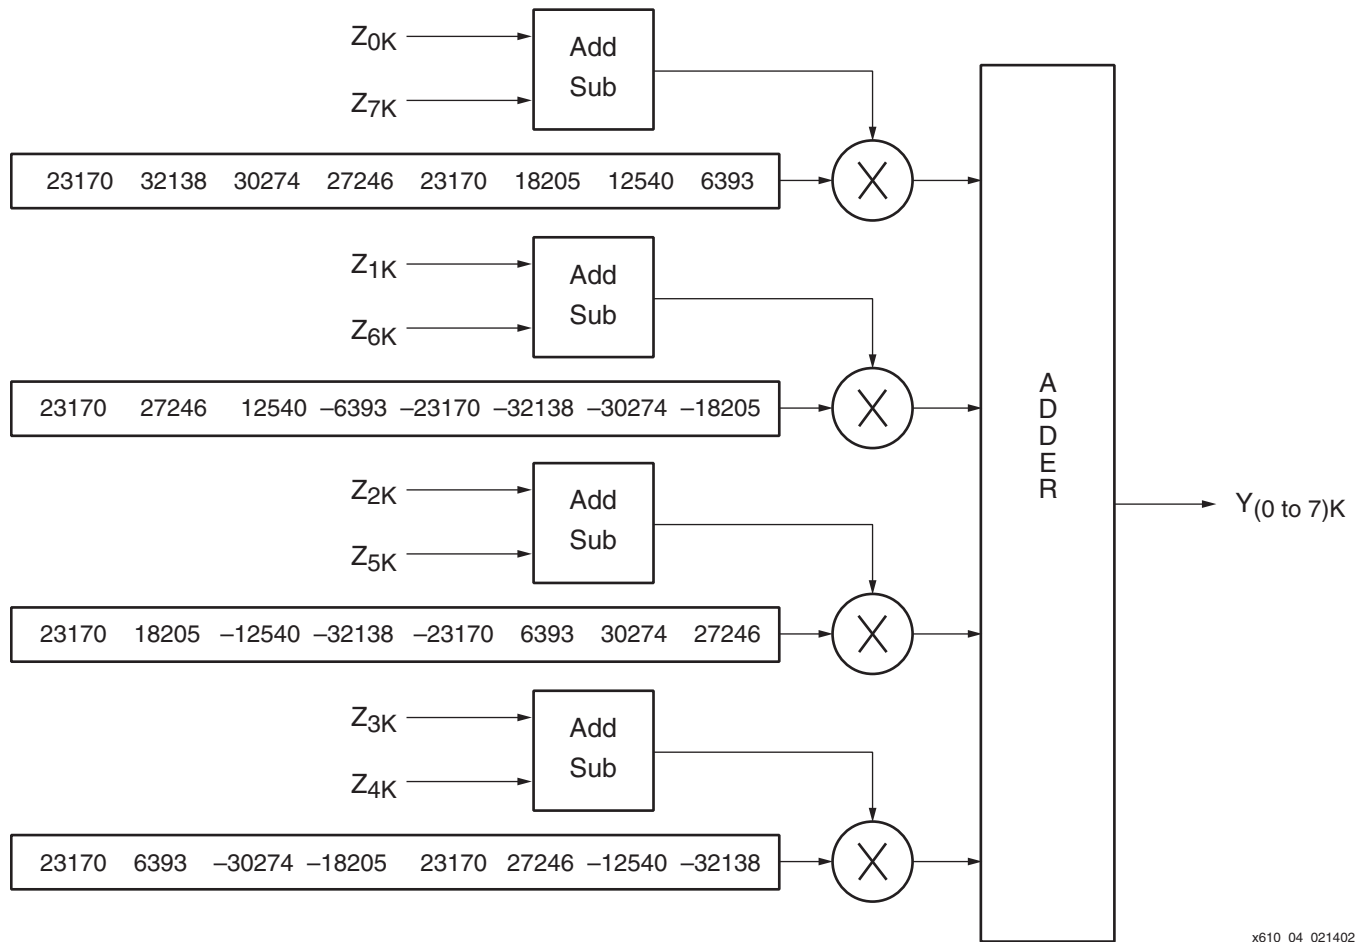 Z0K
Add
Sub
Z7K
23170 32138 30274 27246 23170 18205 12540 6393
X
Z1K
Add
Sub
Z6K
23170 27246 12540 –6393 –23170 –32138 –30274 –18205
X
Z2K
Add
Sub
Z5K
23170 18205 –12540 –32138 –23170 6393 30274 27246
X
Z3K
Add
Sub
Z4K
23170 6393 –30274 –18205 23170 27246 –12540 –32138
X
A
D
D
E
R
Y(0 to 7)K
x610_04_021402